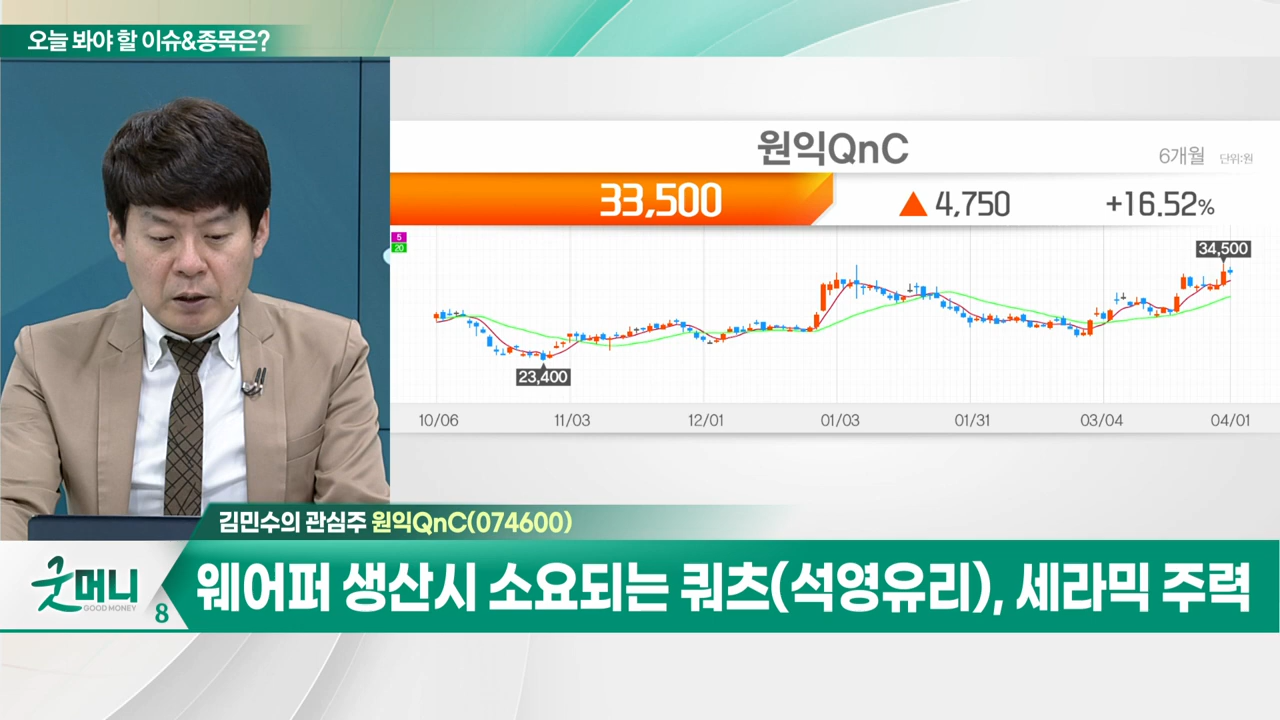 오늘 봐야 할 이슈&종목은?
원익QnC
6개월 단위:원
33,500 ▲ 4,750 +16.52%
5
20
34,500
23,400
10/06 11/03 12/01 01/03 01/31 03/04 04/01
김민수의 관심주 원익QnC(074600)
굿머니
GOOD MONEY
8
웨어퍼 생산시 소요되는 쿼츠(석영유리), 세라믹 주력